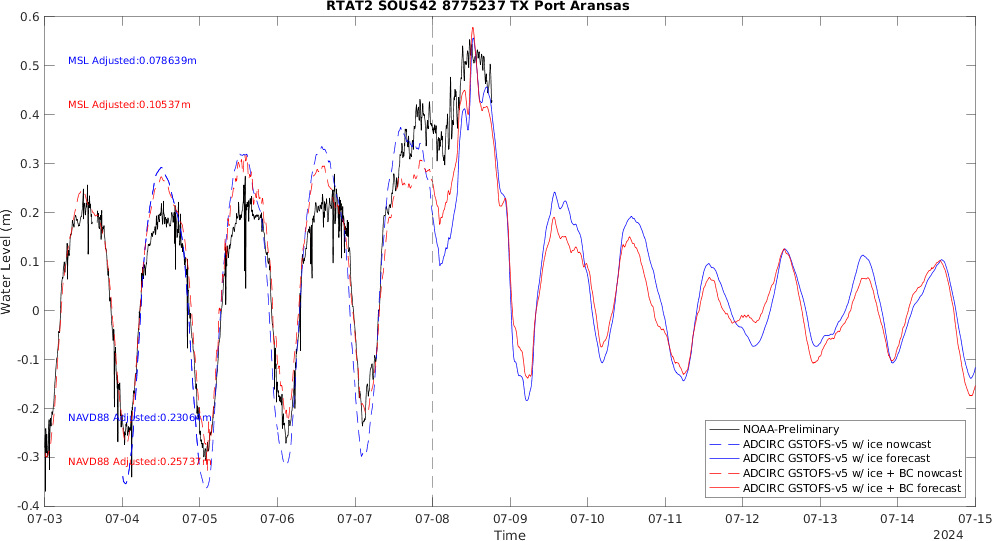 RTAT2 SOUS42 8775237 TX Port Aransas
0.6
0.5
0.4
0.3
0.2
0.1
0
-0.1
-0.2
-0.3
-0.4
Water Level (m)
MSL Adjusted:0.078639m
MSL Adjusted:0.10537m
NAVD88 Adjusted:0.23064m
NAVD88 Adjusted:0.25737m
NOAA-Preliminary
ADCIRC GSTOFS-v5 w/ ice nowcast
ADCIRC GSTOFS-v5 w/ ice forecast
ADCIRC GSTOFS-v5 w/ ice + BC nowcast
ADCIRC GSTOFS-v5 w/ ice + BC forecast
07-03 07-04 07-05 07-06 07-07 07-08 07-09 07-10 07-11 07-12 07-13 07-14 07-15
Time
2024